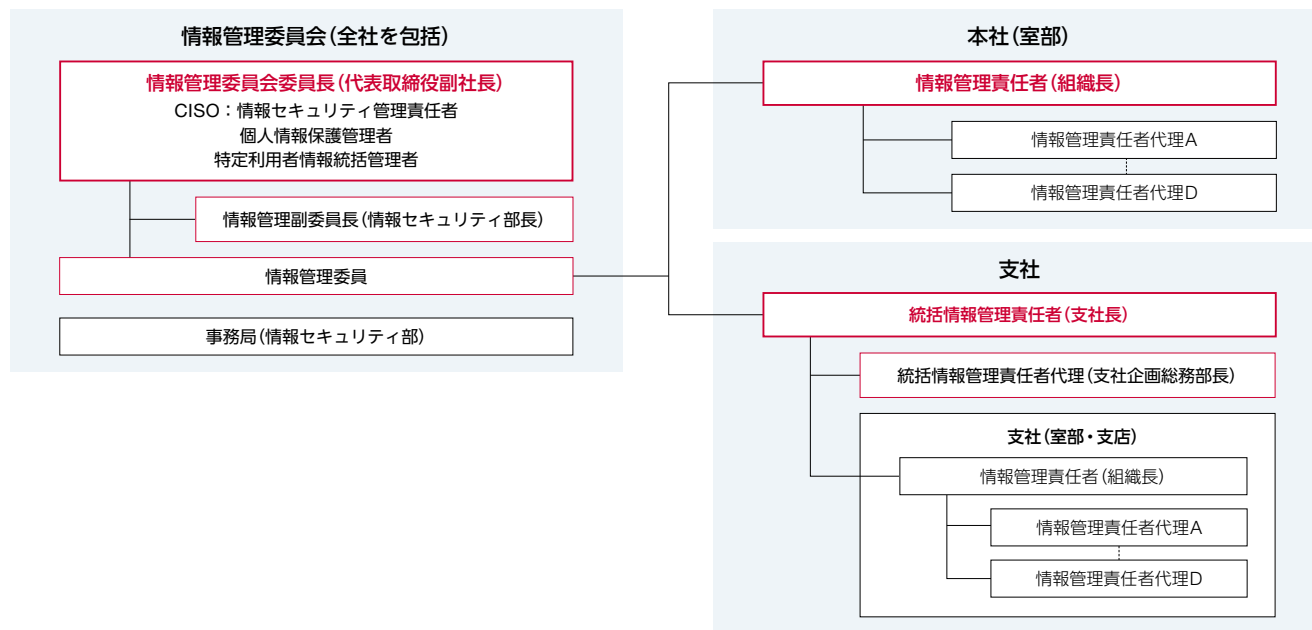 情報管理委員会(全社を包括)
情報管理委員会委員長(代表取締役副社長)
CISO：情報セキュリティ管理責任者
個人情報保護管理者
特定利用者情報統括管理者
情報管理副委員長(情報セキュリティ部長)
情報管理委員
事務局(情報セキュリティ部)
本社(室部)
情報管理責任者(組織長)
情報管理責任者代理A
情報管理責任者代理D
支社
統括情報管理責任者(支社長)
統括情報管理責任者代理(支社企画総務部長)
支社(室部・支店)
情報管理責任者(組織長)
情報管理責任者代理A
情報管理責任者代理D